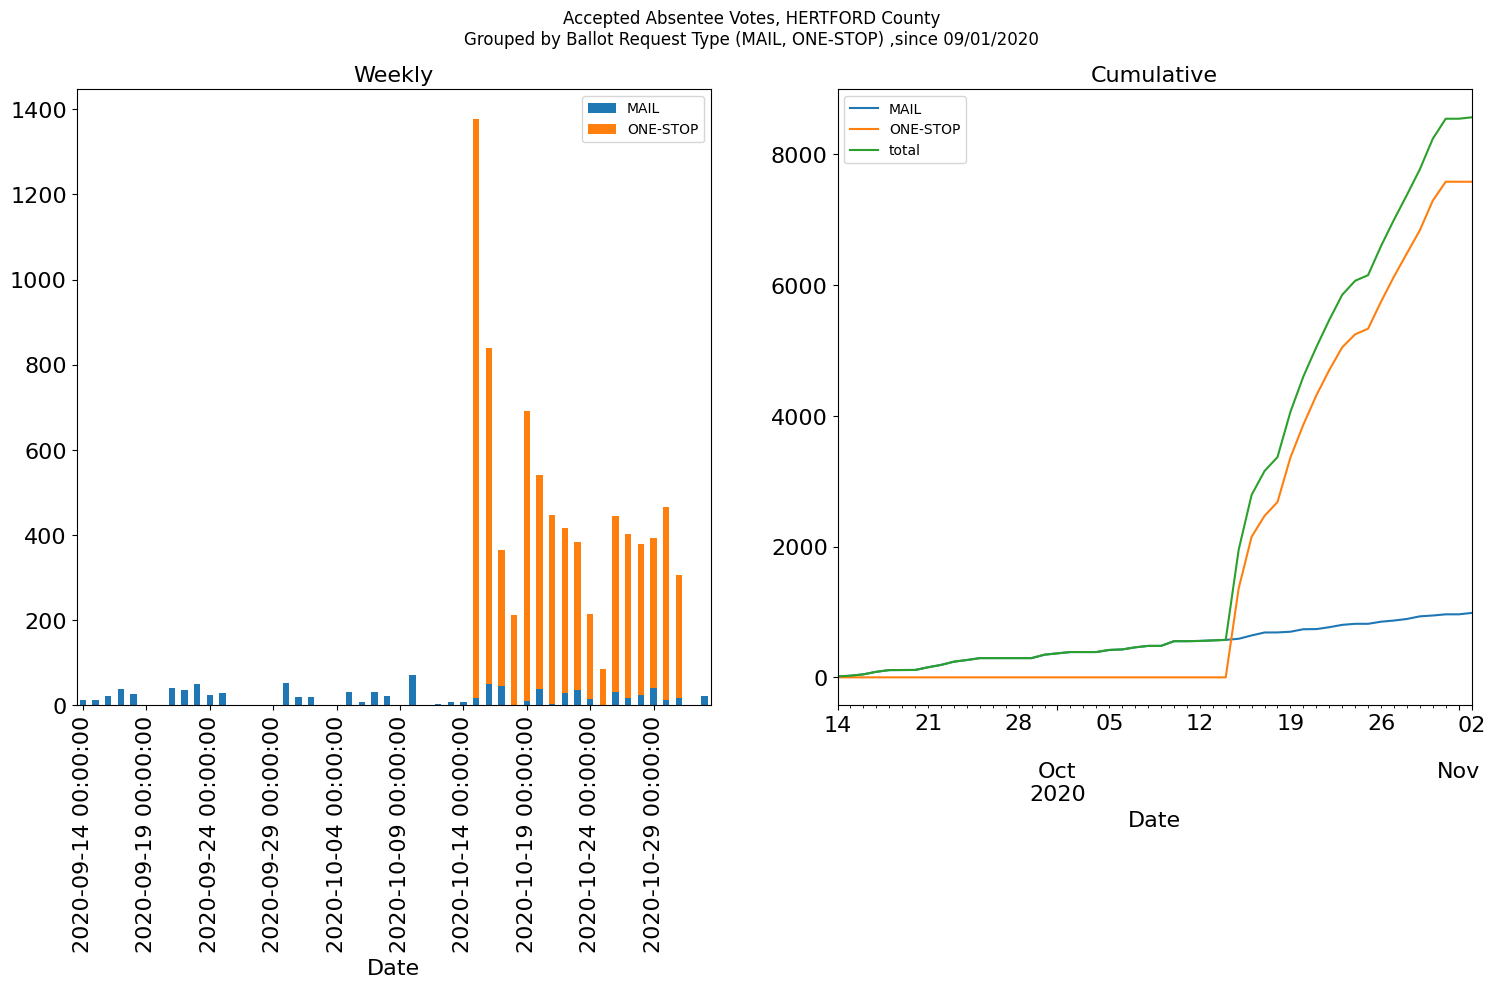 Accepted Absentee Votes, HERTFORD County
Grouped by Ballot Request Type (MAIL, ONE-STOP) ,since 09/01/2020
Weekly
1400
1200
1000
800
600
400
200
0
MAIL
ONE-STOP
2020-09-14 00:00:00
2020-09-19 00:00:00
2020-09-24 00:00:00
2020-09-29 00:00:00
2020-10-04 00:00:00
2020-10-09 00:00:00
2020-10-14 00:00:00
2020-10-19 00:00:00
2020-10-24 00:00:00
2020-10-29 00:00:00
Date
Cumulative
MAIL
ONE-STOP
total
8000
6000
4000
2000
0
14 21 28 05 12 19 26 02
Oct Nov
2020
Date